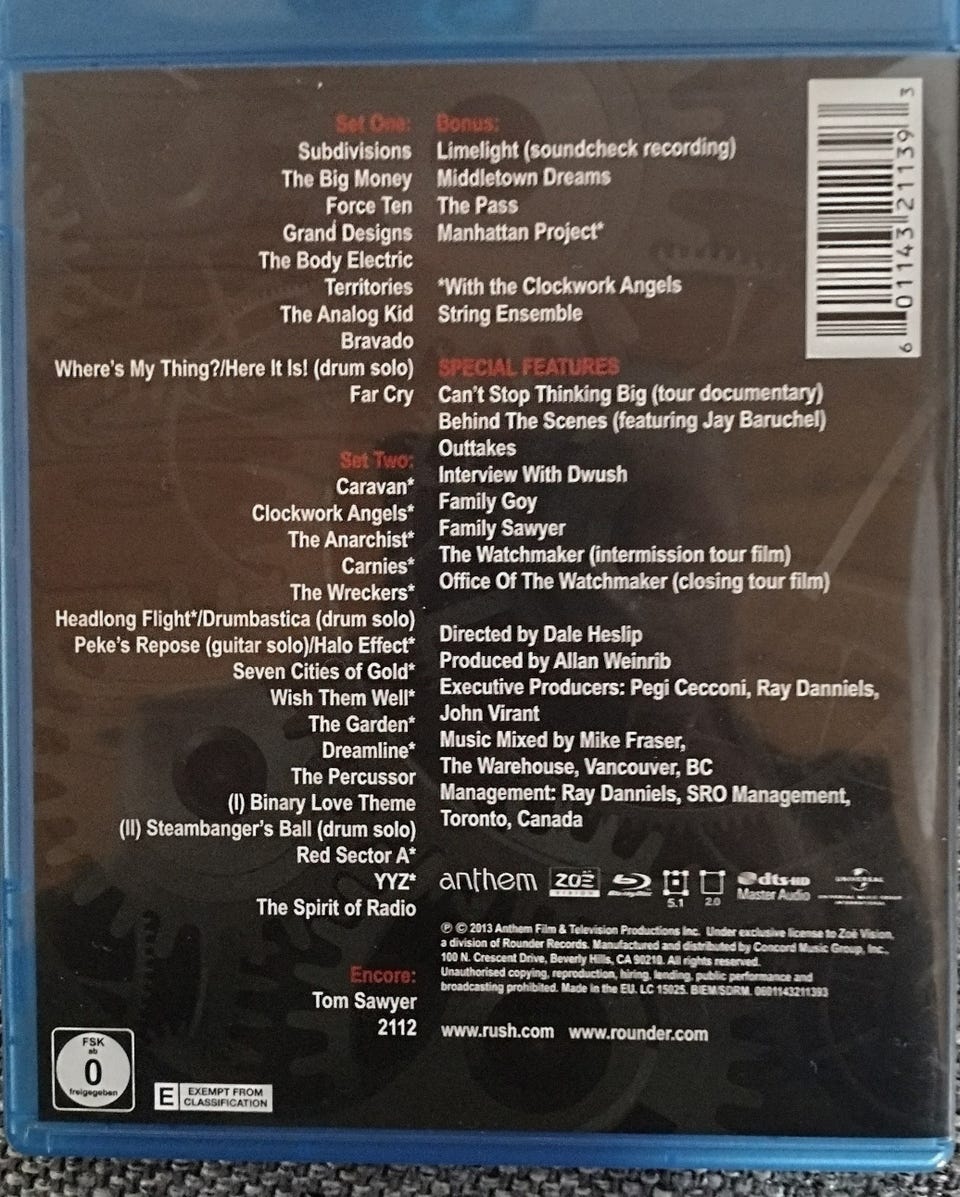 Set One:
Subdivisions
The Big Money
Force Ten
Grand Designs
The Body Electric
Territories
The Analog Kid
Bravado
Where's My Thing?/Here It Is! (drum solo)
Far Cry
Set Two:
Caravan*
Clockwork Angels*
The Anarchist*
Carnies*
The Wreckers*
Headlong Flight*/Drumbastica (drum solo)
Peke's Repose (guitar solo)/Halo Effect*
Seven Cities of Gold*
Wish Them Well*
The Garden*
Dreamline*
The Percussor
(I) Binary Love Theme
(II) Steambanger's Ball (drum solo)
Red Sector A*
YYZ*
The Spirit of Radio
Encore:
Tom Sawyer
2112
FSK
ab
0
freigegeben
E EXEMPT FROM
CLASSIFICATION
Bonus:
Limelight (soundcheck recording)
Middletown Dreams
The Pass
Manhattan Project*
*With the Clockwork Angels
String Ensemble
SPECIAL FEATURES
Can't Stop Thinking Big (tour documentary)
Behind The Scenes (featuring Jay Baruchel)
Outtakes
Interview With Dwush
Family Goy
Family Sawyer
The Watchmaker (intermission tour film)
Office Of The Watchmaker (closing tour film)
Directed by Dale Heslip
Produced by Allan Weinrib
Executive Producers: Pegi Cecconi, Ray Danniels,
John Virant
Music Mixed by Mike Fraser,
The Warehouse, Vancouver, BC
Management: Ray Danniels, SRO Management,
Toronto, Canada
anthem ZOË VISION Blu-ray Disc 5.1 2.0 dts-HD Master Audio UNIVERSAL
℗ © 2013 Anthem Film & Television Productions Inc. Under exclusive license to Zoë Vision,
a division of Rounder Records. Manufactured and distributed by Concord Music Group, Inc.,
100 N. Crescent Drive, Beverly Hills, CA 90210. All rights reserved.
Unauthorised copying, reproduction, hiring, lending, public performance and
broadcasting prohibited. Made in the EU. LC 15025. BIEM/SDRM. 0601143211393
www.rush.com www.rounder.com
6 01143 21139 3